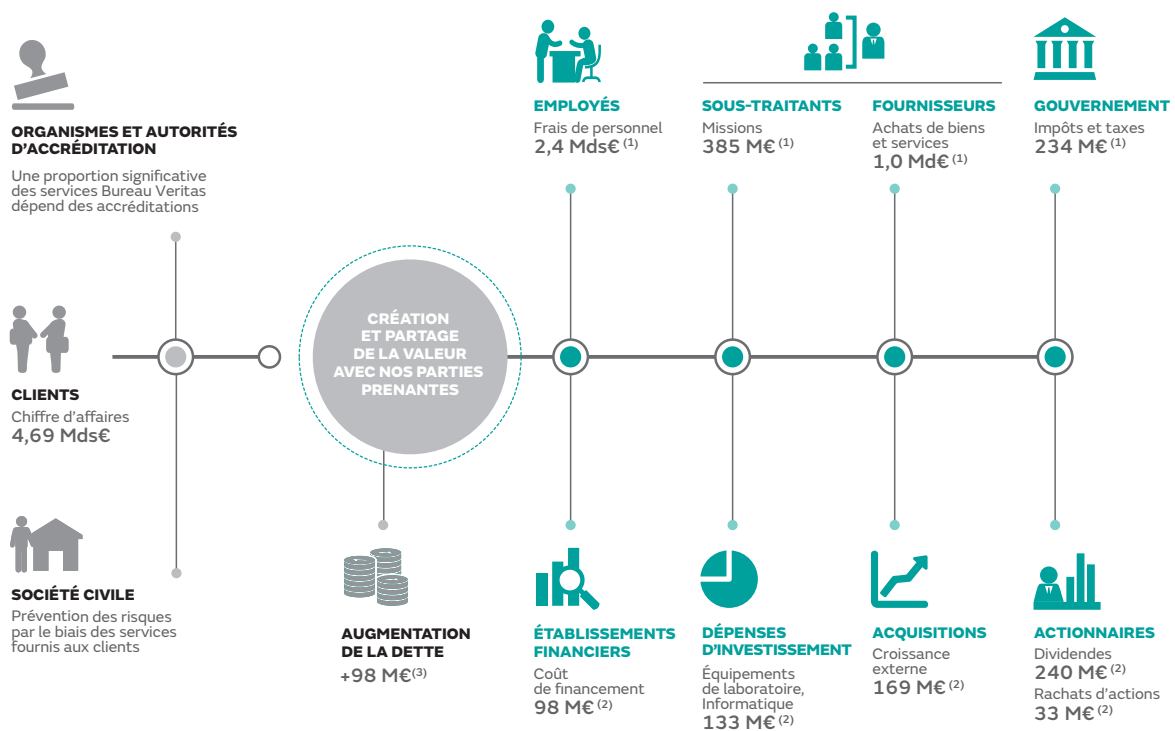 ORGANISMES ET AUTORITÉS
D'ACCRÉDITATION
Une proportion significative
des services Bureau Veritas
dépend des accréditations
CLIENTS
Chiffre d'affaires
4,69 Mds€
SOCIÉTÉ CIVILE
Prévention des risques
par le biais des services
fournis aux clients
CRÉATION
ET PARTAGE
DE LA VALEUR
AVEC NOS PARTIES
PRENANTES
AUGMENTATION
DE LA DETTE
+98 M€(3)
EMPLOYÉS
Frais de personnel
2,4 Mds€ (1)
SOUS-TRAITANTS
Missions
385 M€ (1)
FOURNISSEURS
Achats de biens
et services
1,0 Md€ (1)
GOUVERNEMENT
Impôts et taxes
234 M€ (1)
ÉTABLISSEMENTS
FINANCIERS
Coût
de financement
98 M€ (2)
DÉPENSES
D'INVESTISSEMENT
Équipements
de laboratoire,
Informatique
133 M€ (2)
ACQUISITIONS
Croissance
externe
169 M€ (2)
ACTIONNAIRES
Dividendes
240 M€ (2)
Rachats d'actions
33 M€ (2)